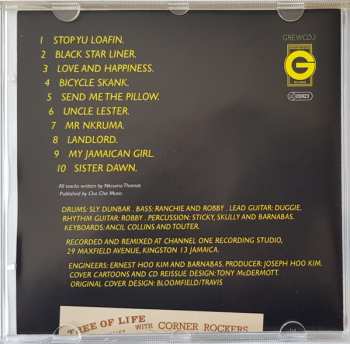 GREWCD3
G
1 STOP YU LOAFIN.
2 BLACK STAR LINER.
3 LOVE AND HAPPINESS.
4 BICYCLE SKANK.
5 SEND ME THE PILLOW.
6 UNCLE LESTER.
7 MR NKRUMA.
8 LANDLORD.
9 MY JAMAICAN GIRL.
10 SISTER DAWN.
All tracks written by Nkruma Thomas
Published by Cha Cha Music
DRUMS: SLY DUNBAR . BASS: RANCHIE AND ROBBY . LEAD GUITAR: DUGGIE,
RHYTHM GUITAR: ROBBY . PERCUSSION: STICKY, SKULLY AND BARNABAS.
KEYBOARDS, ANCIL COLLINS AND TOUTER.
RECORDED AND REMIXED AT CHANNEL ONE RECORDING STUDIO,
29 MAXFIELD AVENUE, KINGSTON 13 JAMAICA.
ENGINEERS: ERNEST HOO KIM AND BARNABAS. PRODUCER: JOSEPH HOO KIM.
COVER CARTOONS AND CD REISSUE DESIGN: TONY McDERMOTT.
ORIGINAL COVER DESIGN: BLOOMFIELD/TRAVIS
TREE OF LIFE
WITH CORNER ROCKERS